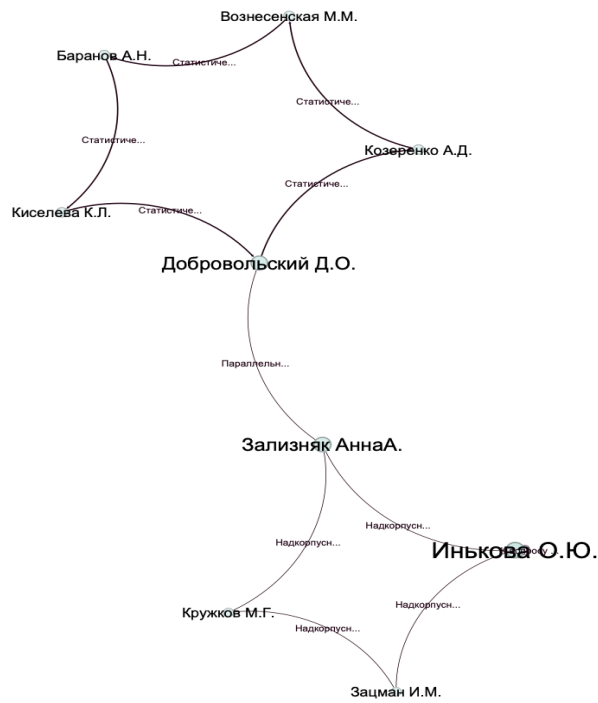 Вознесенская М.М.
Баранов А.Н.
Статистиче...
Статистиче...
Статистиче...
Козеренко А.Д.
Статистиче...
Статистиче...
Киселева К.Л.
Добровольский Д.О.
Параллельн...
Зализняк АннаА.
Надкорпусн...
Надкорпусн...
Инькова О.Ю.
Надкорпусн...
Кружков М.Г.
Надкорпусн...
Зацман И.М.